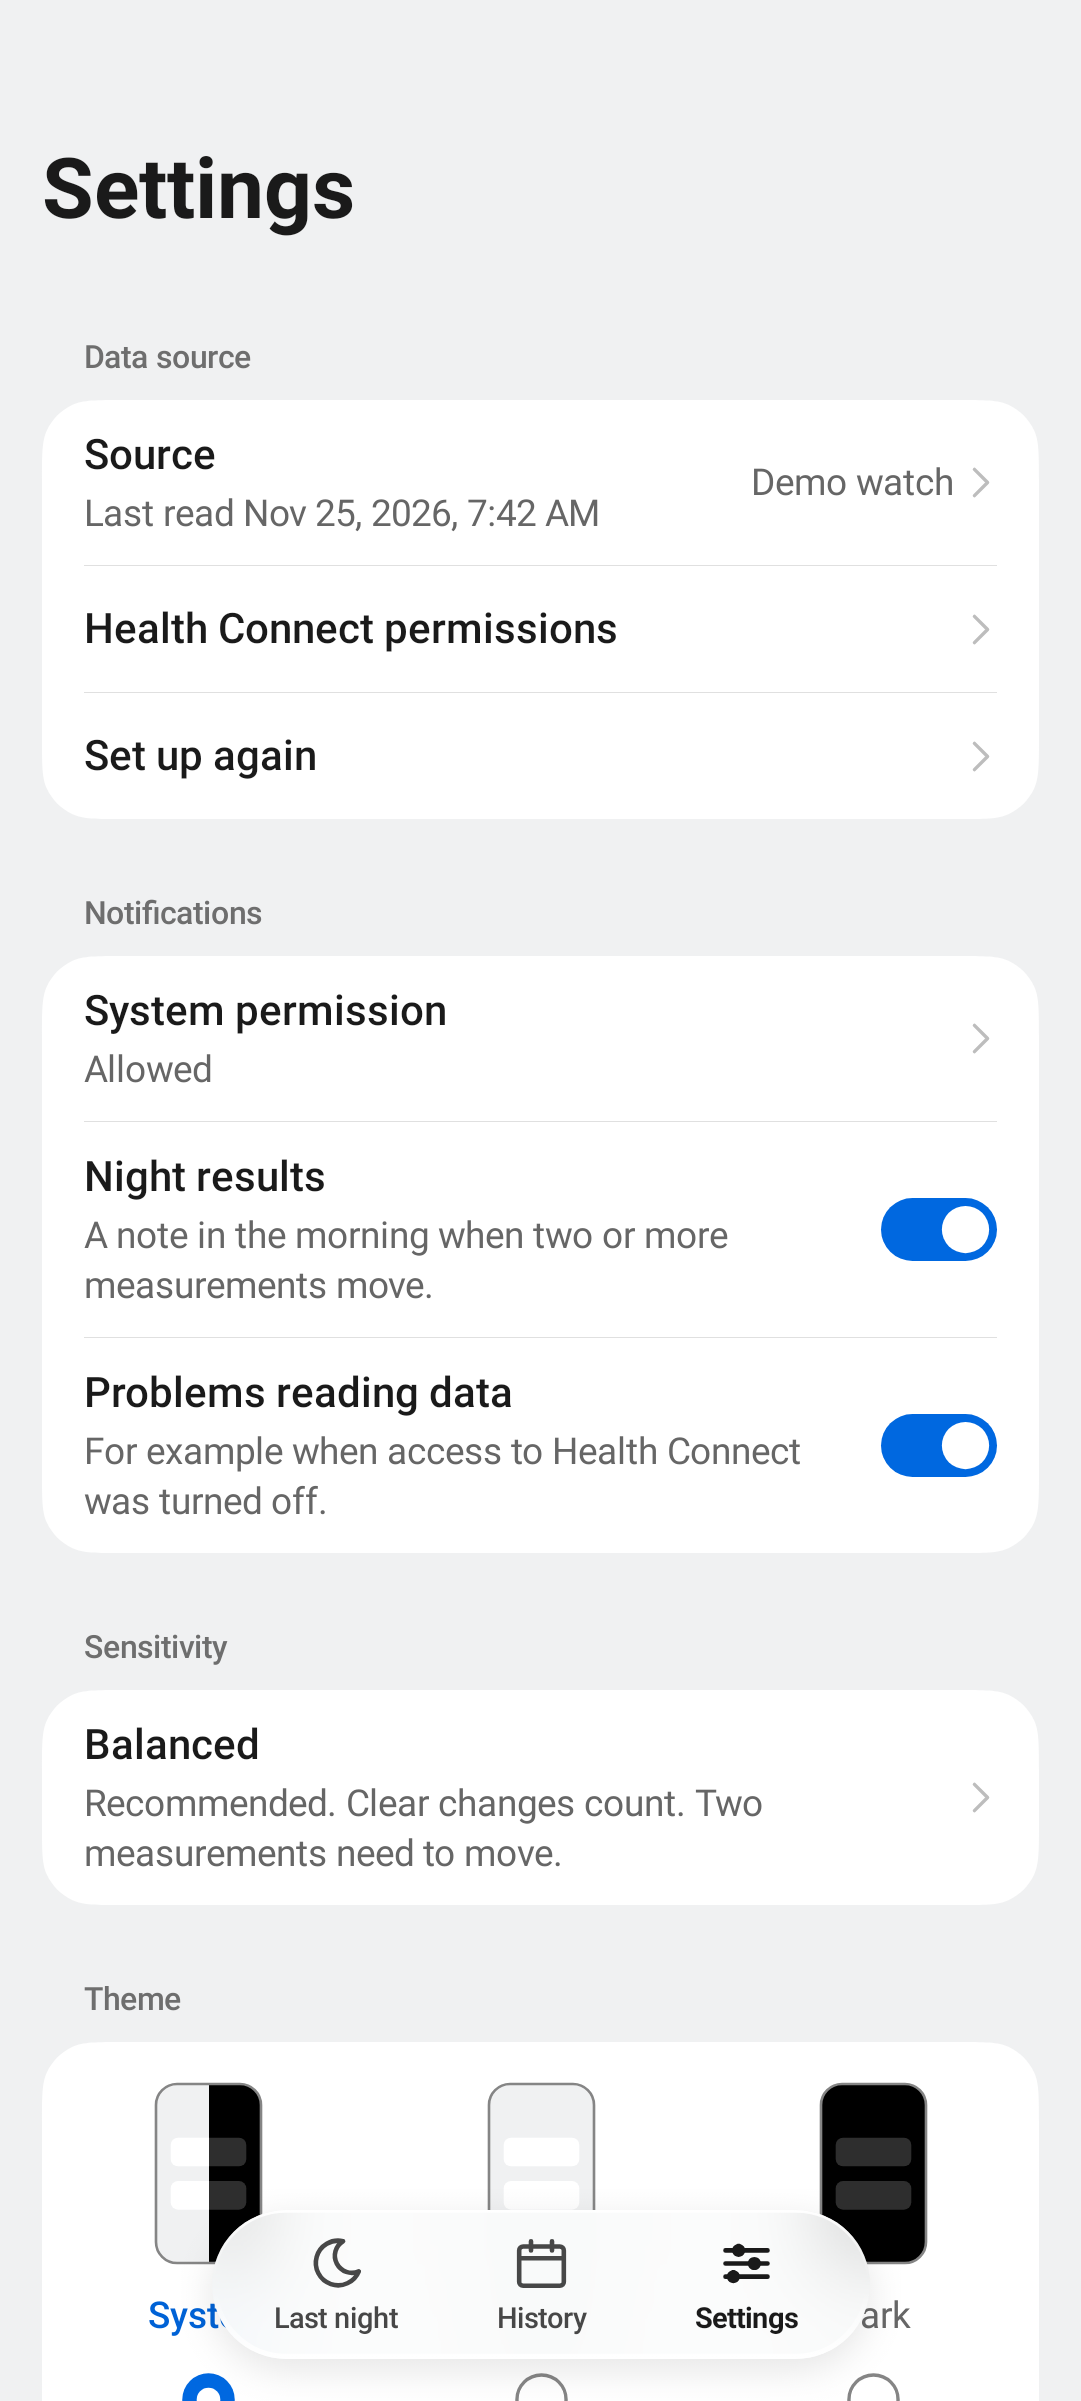 Settings
Data source
Source
Last read Nov 25, 2026, 7:42 AM
Demo watch
Health Connect permissions
Set up again
Notifications
System permission
Allowed
Night results
A note in the morning when two or more
measurements move.
Problems reading data
For example when access to Health Connect
was turned off.
Sensitivity
Balanced
Recommended. Clear changes count. Two
measurements need to move.
Theme
Last night
History
Settings